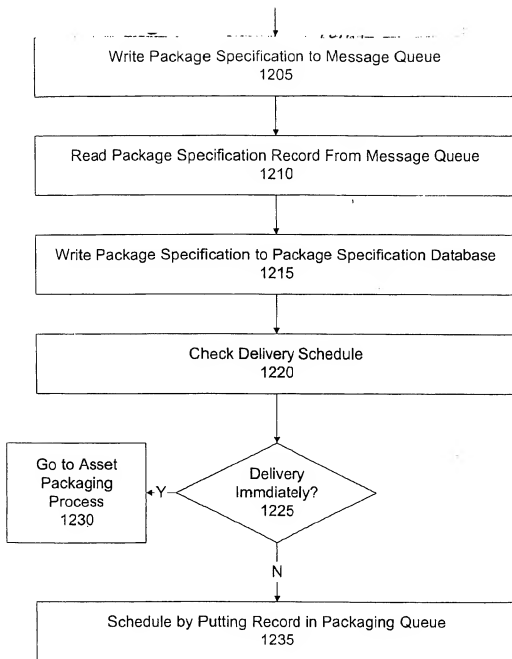 Write Package Specification to Message Queue
1205
Read Package Specification Record From Message Queue
1210
Write Package Specification to Package Specification Database
1215
Check Delivery Schedule
1220
Go to Asset
Packaging
Process
1230
Y
Delivery
Immdiately?
1225
N
Schedule by Putting Record in Packaging Queue
1235